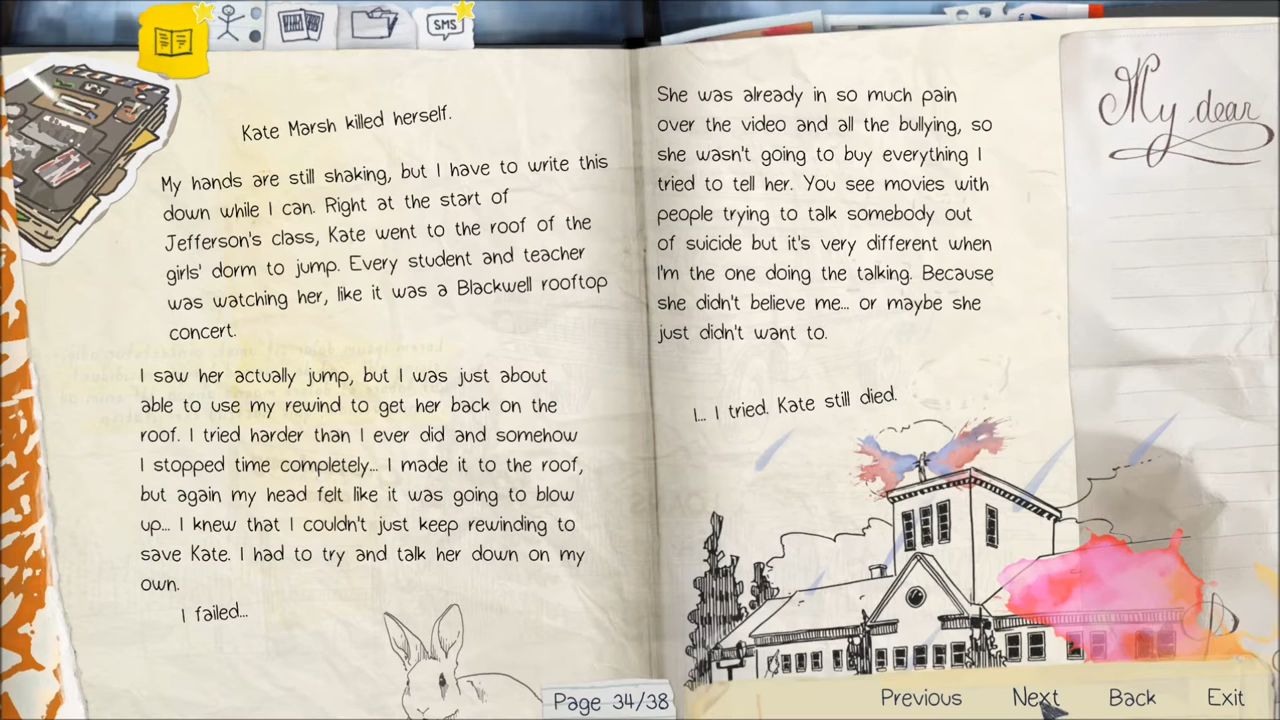 SMS
Kate Marsh killed herself.
My hands are still shaking, but I have to write this
down while I can. Right at the start of
Jefferson's class, Kate went to the roof of the
girls' dorm to jump. Every student and teacher
was watching her, like it was a Blackwell rooftop
concert.
I saw her actually jump, but I was just about
able to use my rewind to get her back on the
roof. I tried harder than I ever did and somehow
I stopped time completely... I made it to the roof,
but again my head felt like it was going to blow
up... I knew that I couldn't just keep rewinding to
save Kate. I had to try and talk her down on my
own.
I failed...
She was already in so much pain
over the video and all the bullying, so
she wasn't going to buy everything I
tried to tell her. You see movies with
people trying to talk somebody out
of suicide but it's very different when
I'm the one doing the talking. Because
she didn't believe me... or maybe she
just didn't want to.
I... I tried. Kate still died.
My dear
Page 34/38
Previous Next Back Exit